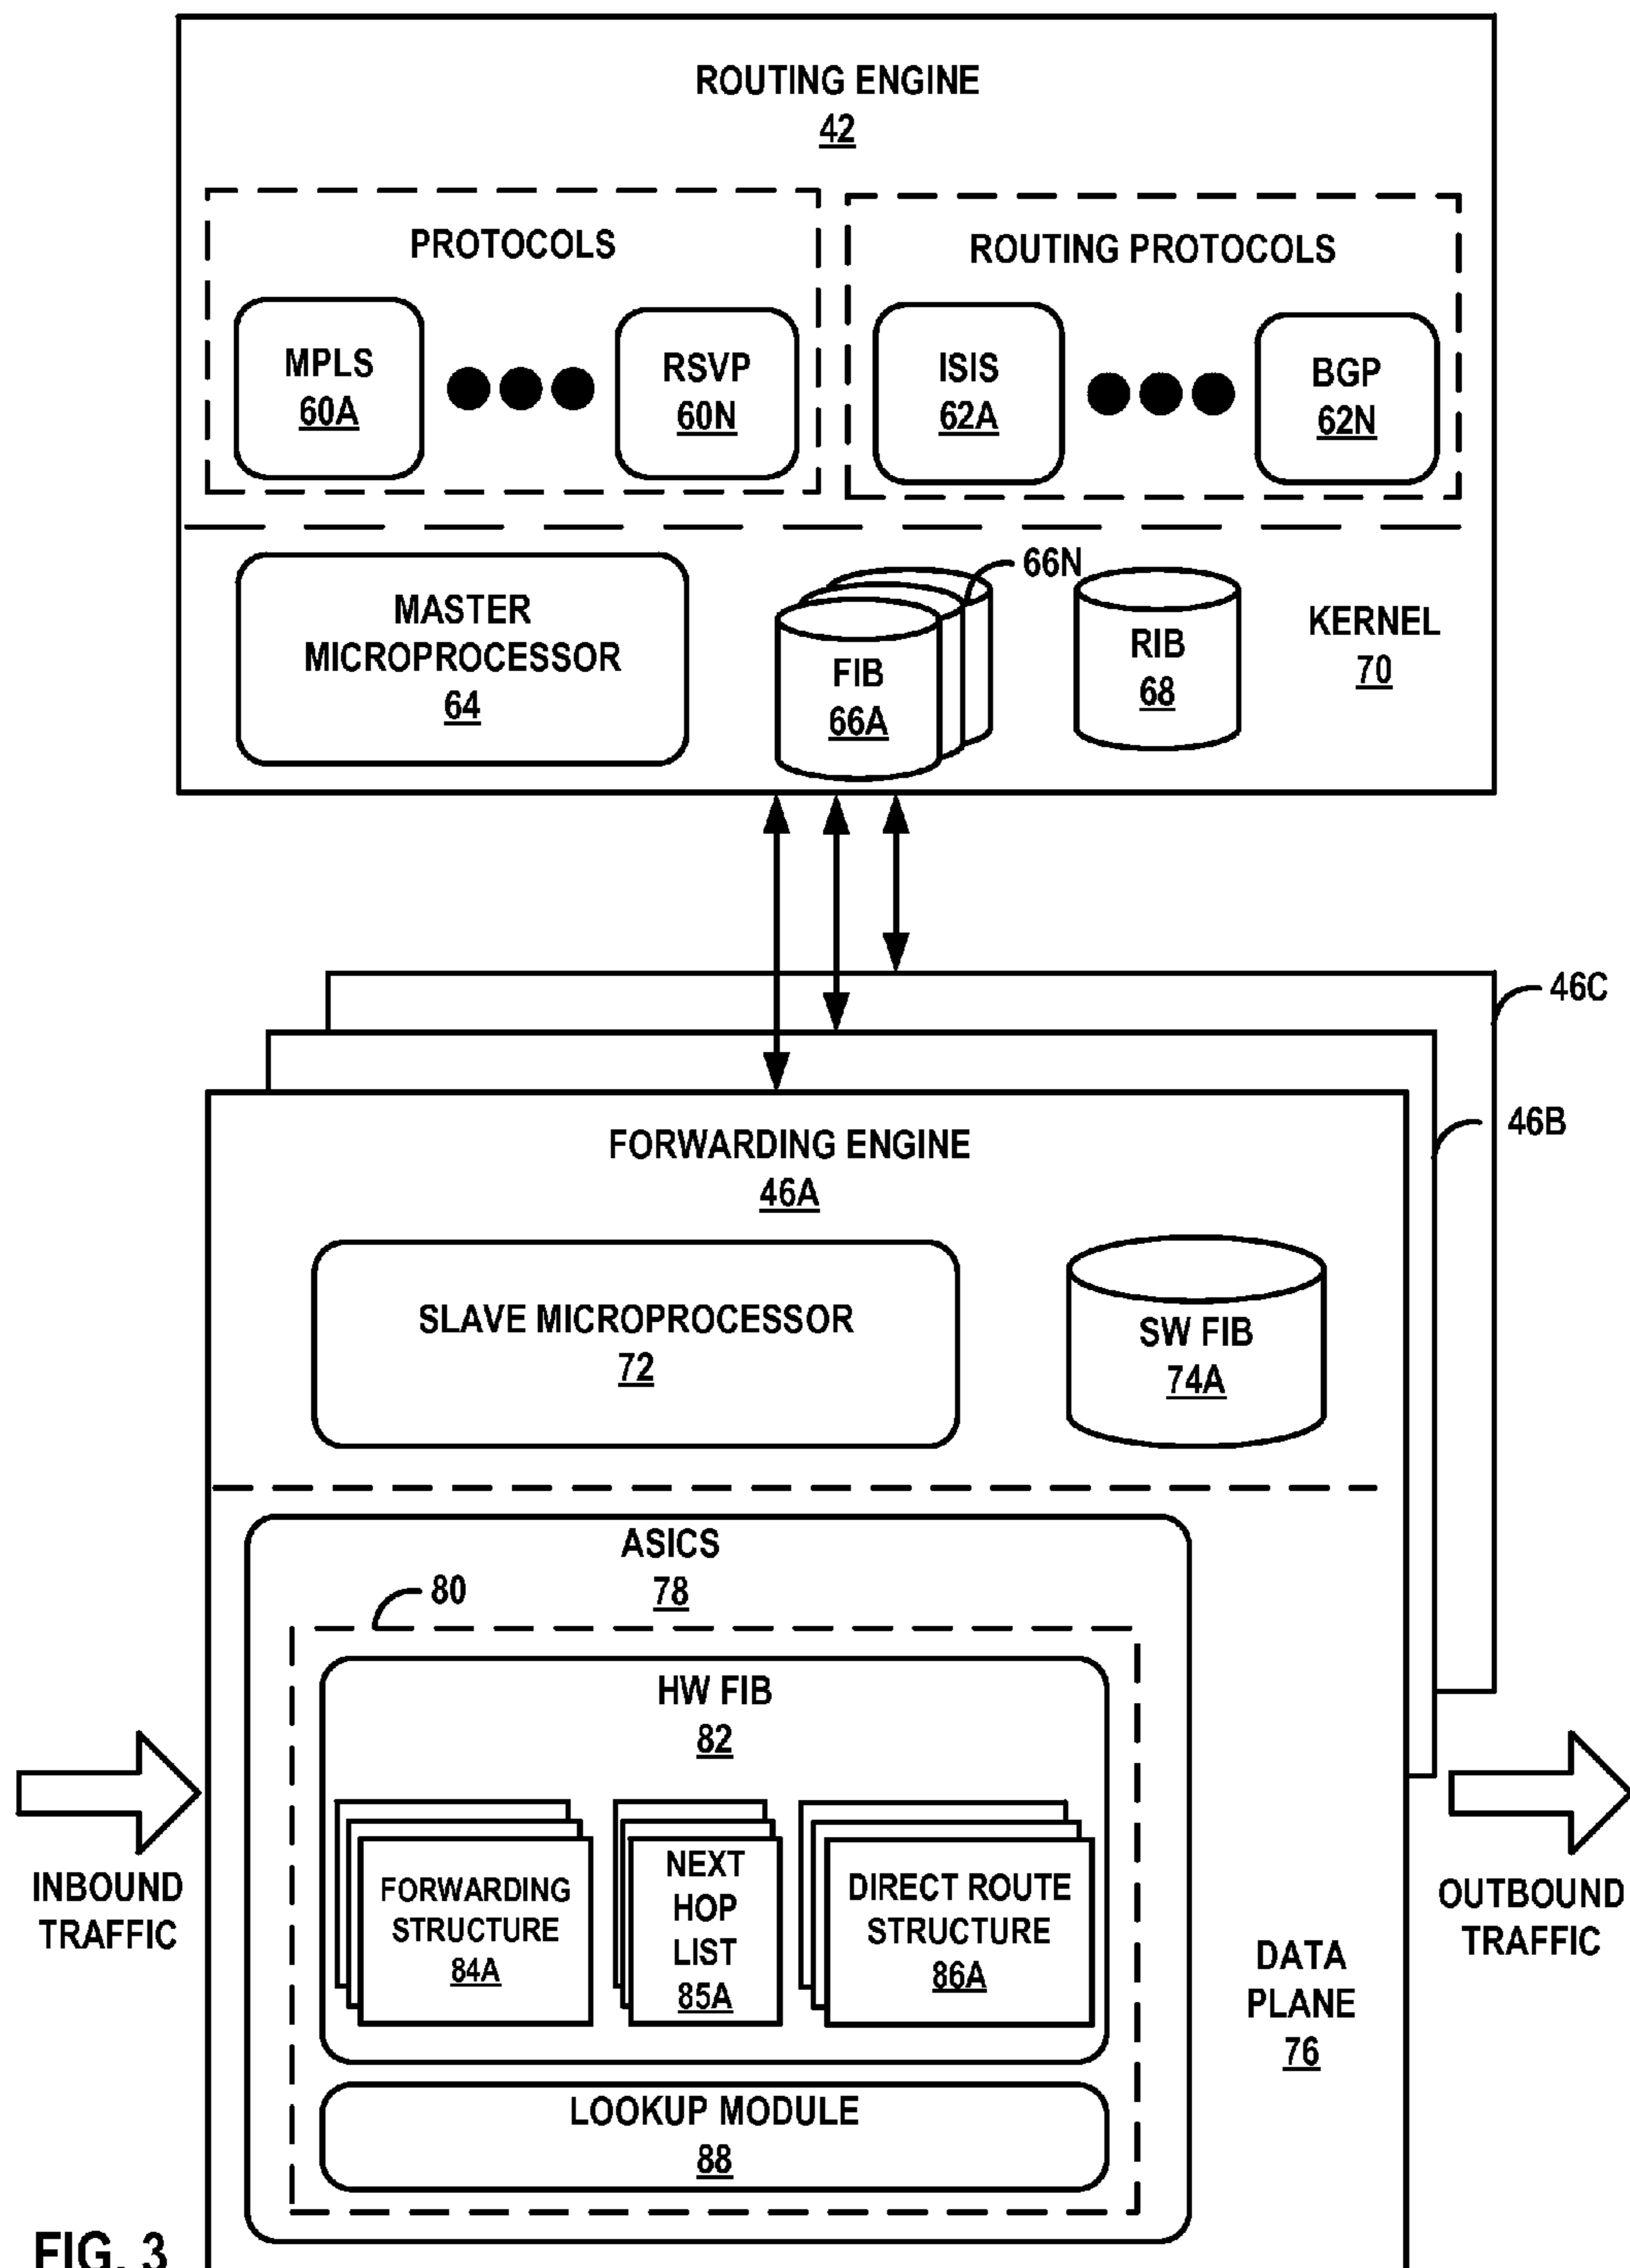 ROUTING ENGINE
42
PROTOCOLS
ROUTING PROTOCOLS
MPLS
60A
RSVP
60N
ISIS
62A
BGP
62N
MASTER
MICROPROCESSOR
64
66N
FIB
66A
RIB
68
KERNEL
70
46C
46B
FORWARDING ENGINE
46A
SLAVE MICROPROCESSOR
72
SW FIB
74A
ASICS
78
80
HW FIB
82
FORWARDING
STRUCTURE
84A
NEXT
HOP
LIST
85A
DIRECT ROUTE
STRUCTURE
86A
INBOUND
TRAFFIC
OUTBOUND
TRAFFIC
DATA
PLANE
76
LOOKUP MODULE
88
FIG. 3